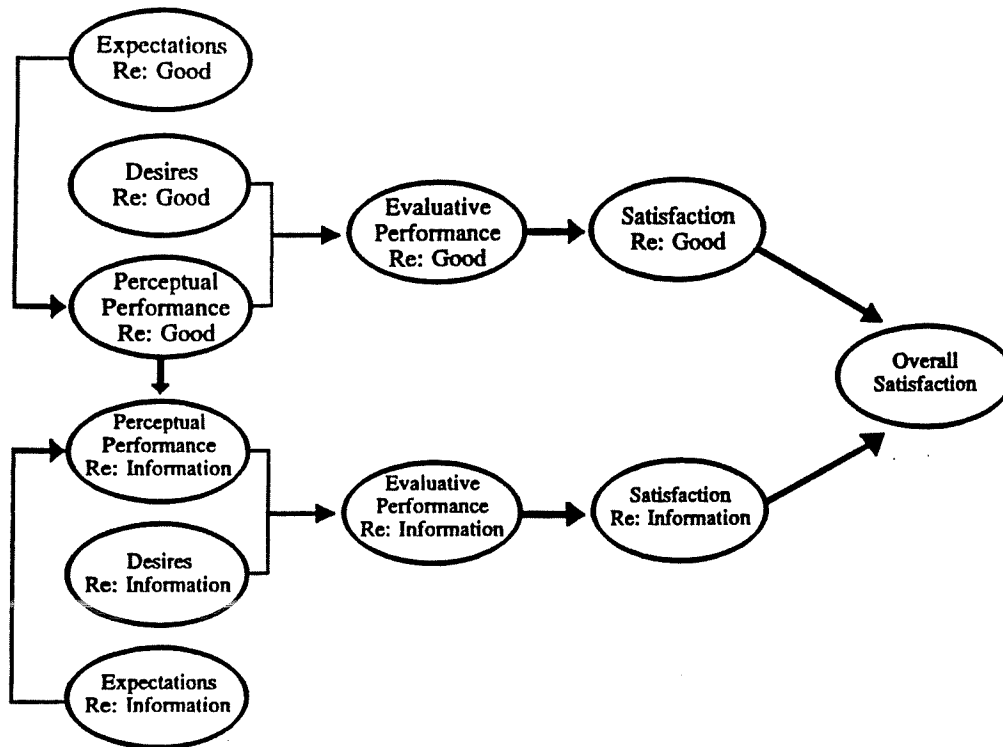 Expectations
Re: Good
Desires
Re: Good
Perceptual
Performance
Re: Good
Evaluative
Performance
Re: Good
Satisfaction
Re: Good
Overall
Satisfaction
Perceptual
Performance
Re: Information
Evaluative
Performance
Re: Information
Satisfaction
Re: Information
Desires
Re: Information
Expectations
Re: Information